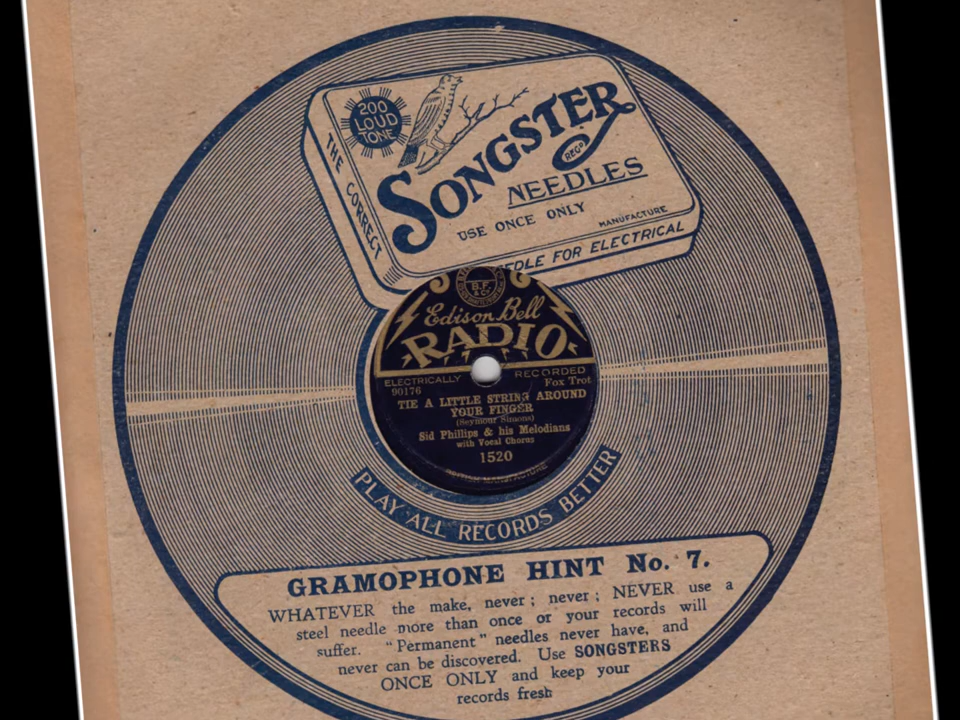 200
LOUD
TONE
SONGSTER
REGD
NEEDLES
USE ONCE ONLY
MANUFACTURE
THE CORRECT
FOR ELECTRICAL
B.F.
& Co
Edison Bell
RADIO
ELECTRICALLY RECORDED
90176 Fox Trot
TIE A LITTLE STRING AROUND
YOUR FINGER
(Seymour Simons)
Sid Phillips & his Melodians
with Vocal Chorus
1520
MANUFACTURE
PLAY ALL RECORDS BETTER
GRAMOPHONE HINT No. 7.
WHATEVER the make, never ; never ; NEVER use a
steel needle more than once or your records will
suffer. "Permanent" needles never have, and
never can be discovered. Use SONGSTERS
ONCE ONLY and keep your
records fresh